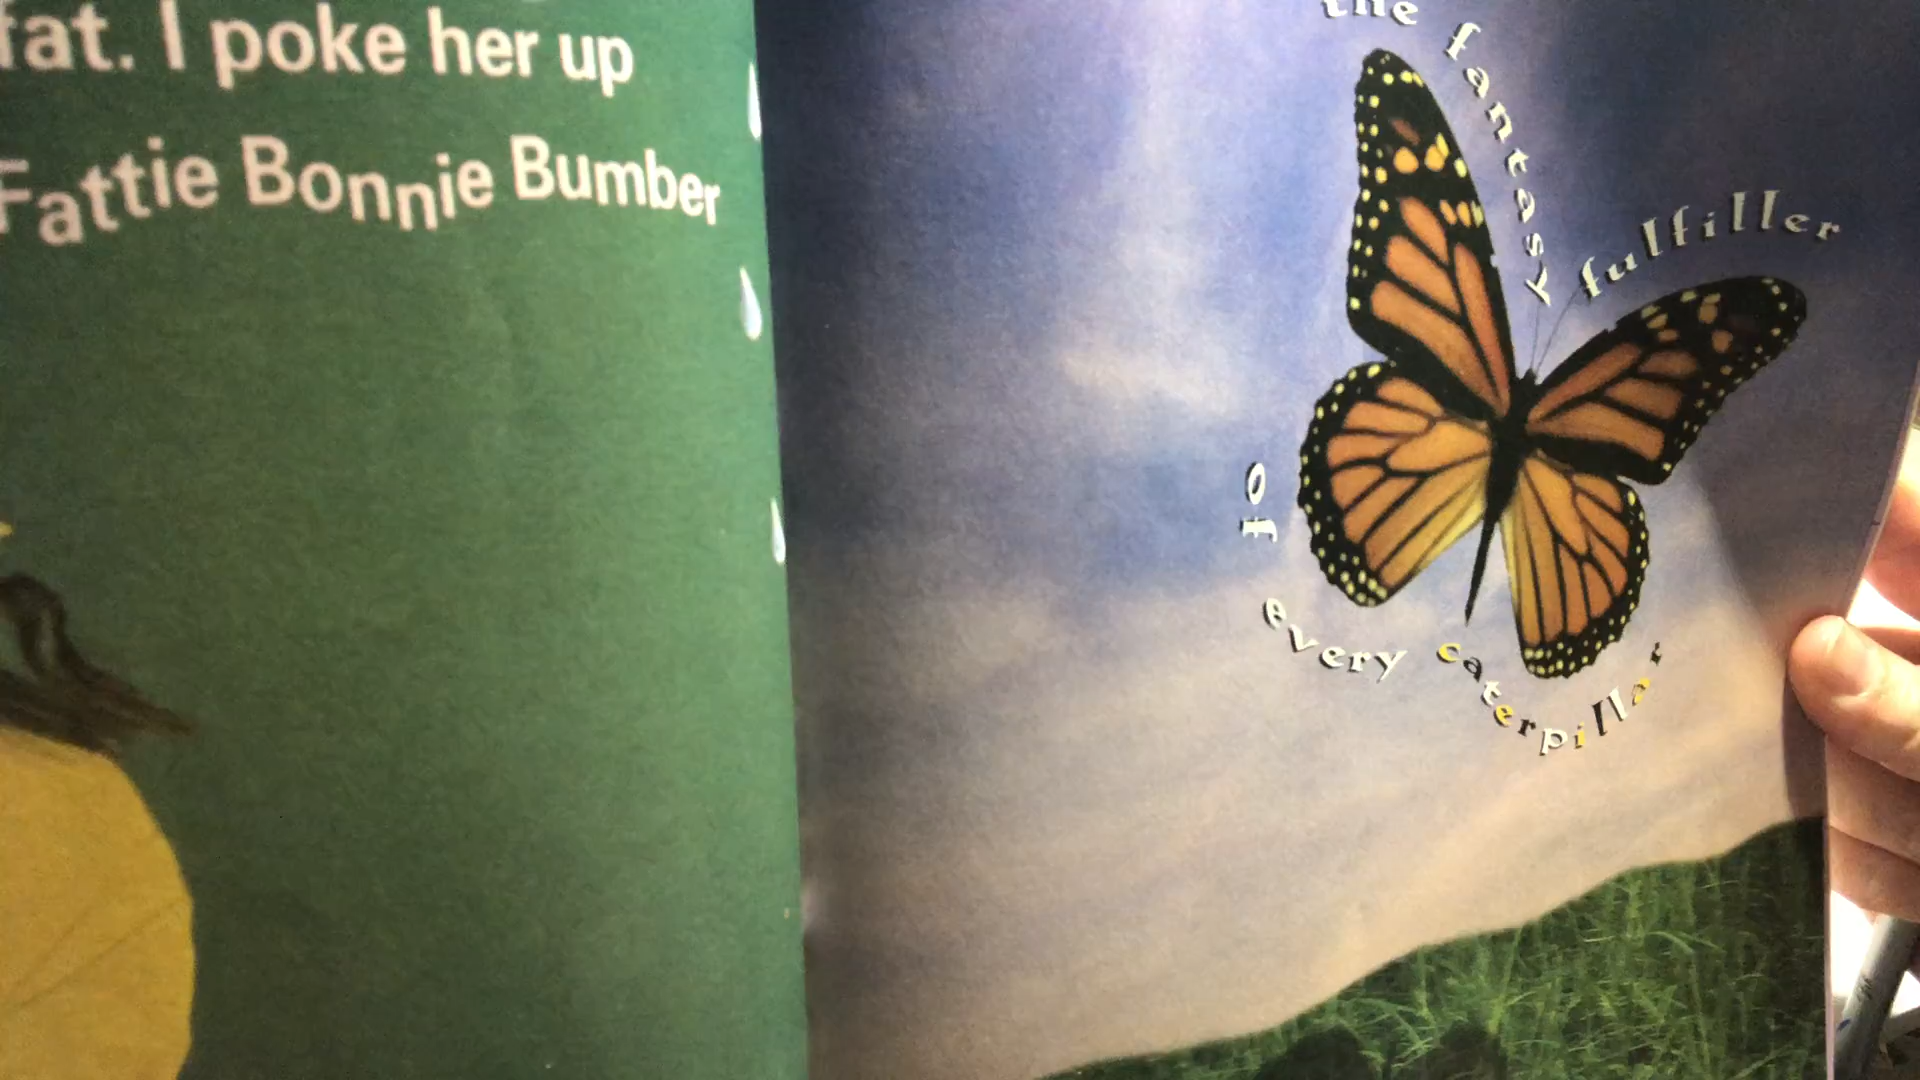 fat. I poke her up
Fattie Bonnie Bumber
the fantasy
fulfiller
of
every caterpillar